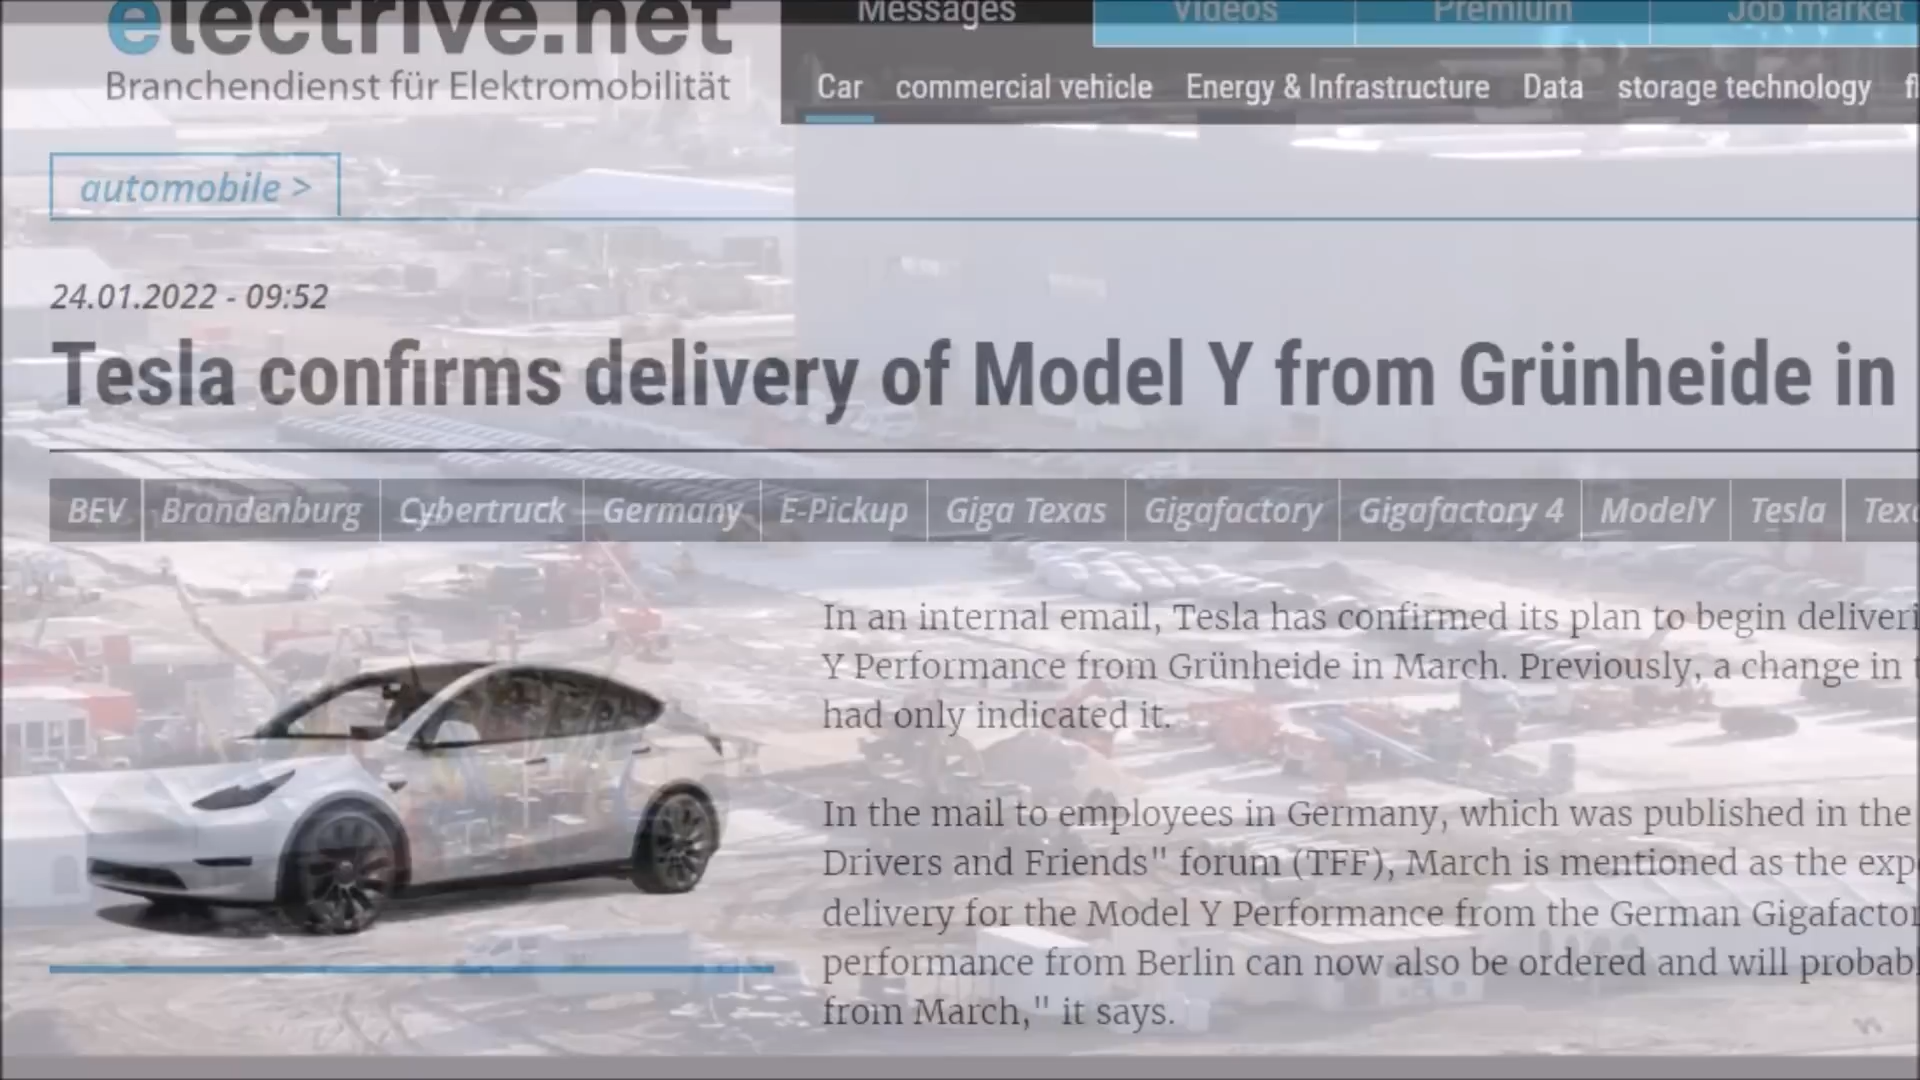 electrive.net
Branchendienst für Elektromobilität
Messages Videos Premium Job market
Car commercial vehicle Energy & Infrastructure Data storage technology
automobile >
24.01.2022 - 09:52
Tesla confirms delivery of Model Y from Grünheide in
BEV Brandenburg Cybertruck Germany E-Pickup Giga Texas Gigafactory Gigafactory 4 ModelY Tesla
In an internal email, Tesla has confirmed its plan to begin
Y Performance from Grünheide in March. Previously, a change in
had only indicated it.
In the mail to employees in Germany, which was published in the
Drivers and Friends" forum (TFF), March is mentioned as the
delivery for the Model Y Performance from the German
performance from Berlin can now also be ordered and will
from March," it says.